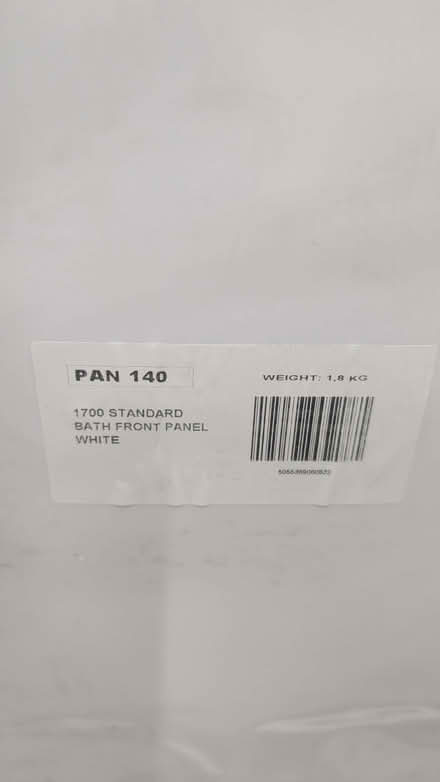 PAN 140
WEIGHT: 1,8 KG
1700 STANDARD
BATH FRONT PANEL
WHITE